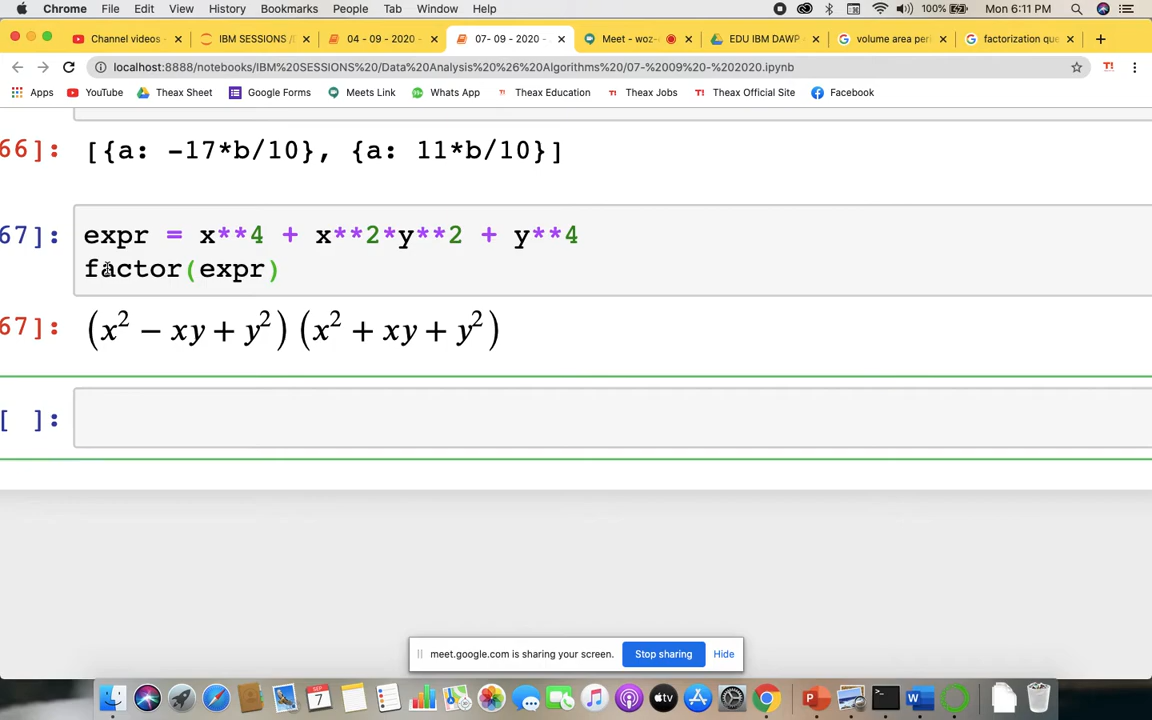 Chrome File Edit View History Bookmarks People Tab Window Help 100% Mon 6:11 PM
Channel videos - IBM SESSIONS / 04 - 09 - 2020 - 07- 09 - 2020 - Meet - woz- EDU IBM DAWP - volume area peri factorization que
localhost:8888/notebooks/IBM%20SESSIONS%20/Data%20Analysis%20%26%20Algorithms%20/07-%2009%20-%202020.ipynb T!
Apps YouTube Theax Sheet Google Forms Meets Link Whats App Theax Education Theax Jobs Theax Official Site Facebook
66]: [{a: -17*b/10}, {a: 11*b/10}]
67]: expr = x**4 + x**2*y**2 + y**4
factor(expr)
67]: (x² − xy + y²) (x² + xy + y²)
[ ]:
meet.google.com is sharing your screen. Stop sharing Hide
SEP
7
tv